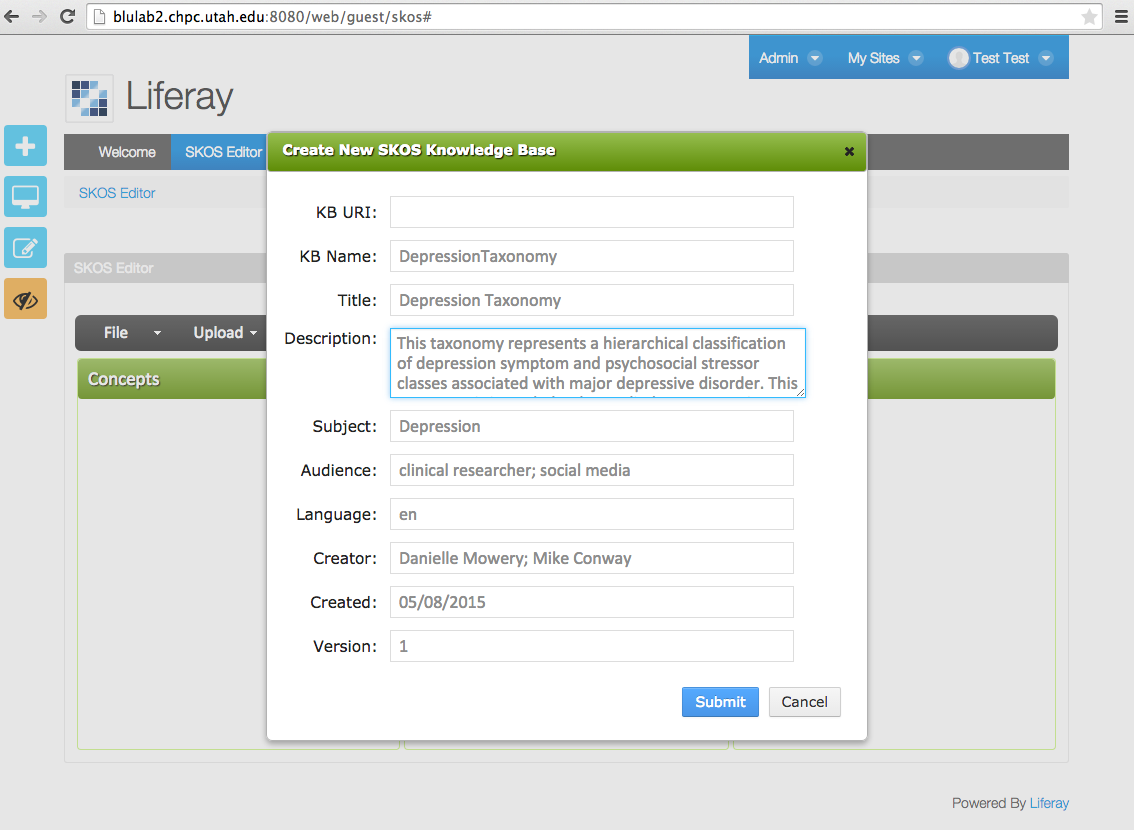 blulab2.chpc.utah.edu:8080/web/guest/skos#
Admin My Sites Test Test
Liferay
Welcome SKOS Editor
Create New SKOS Knowledge Base
SKOS Editor
KB URI:
KB Name: DepressionTaxonomy
SKOS Editor
Title: Depression Taxonomy
File Upload
Description: This taxonomy represents a hierarchical classification
of depression symptom and psychosocial stressor
classes associated with major depressive disorder. This
Concepts
Subject: Depression
Audience: clinical researcher; social media
Language: en
Creator: Danielle Mowery; Mike Conway
Created: 05/08/2015
Version: 1
Submit Cancel
Powered By Liferay